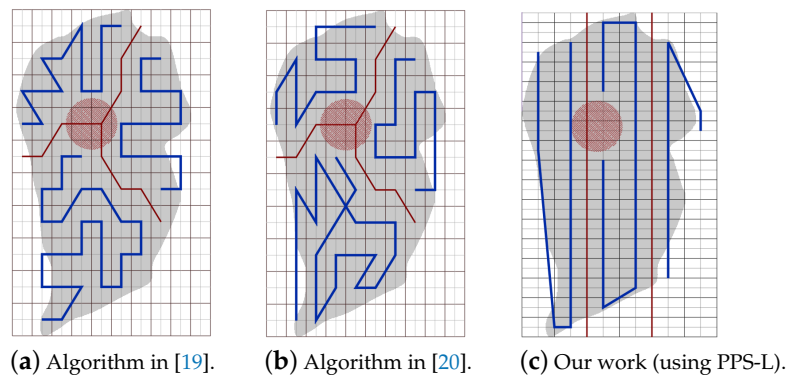 (a) Algorithm in [19].
(b) Algorithm in [20].
(c) Our work (using PPS-L).